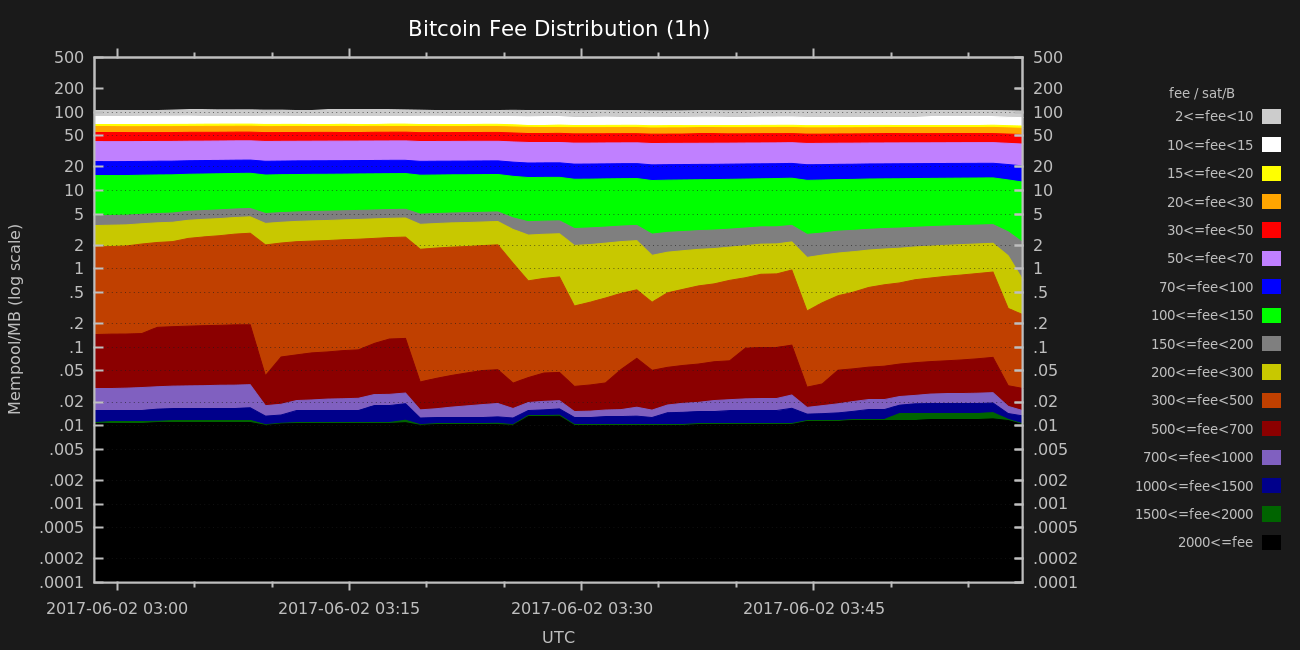 Bitcoin Fee Distribution (1h)
500
200
100
50
20
10
5
2
1
.5
.2
.1
.05
.02
.01
.005
.002
.001
.0005
.0002
.0001
Mempool/MB (log scale)
500
200
100
50
20
10
5
2
1
.5
.2
.1
.05
.02
.01
.005
.002
.001
.0005
.0002
.0001
2017-06-02 03:00 2017-06-02 03:15 2017-06-02 03:30 2017-06-02 03:45
UTC
fee / sat/B
2<=fee<10
10<=fee<15
15<=fee<20
20<=fee<30
30<=fee<50
50<=fee<70
70<=fee<100
100<=fee<150
150<=fee<200
200<=fee<300
300<=fee<500
500<=fee<700
700<=fee<1000
1000<=fee<1500
1500<=fee<2000
2000<=fee